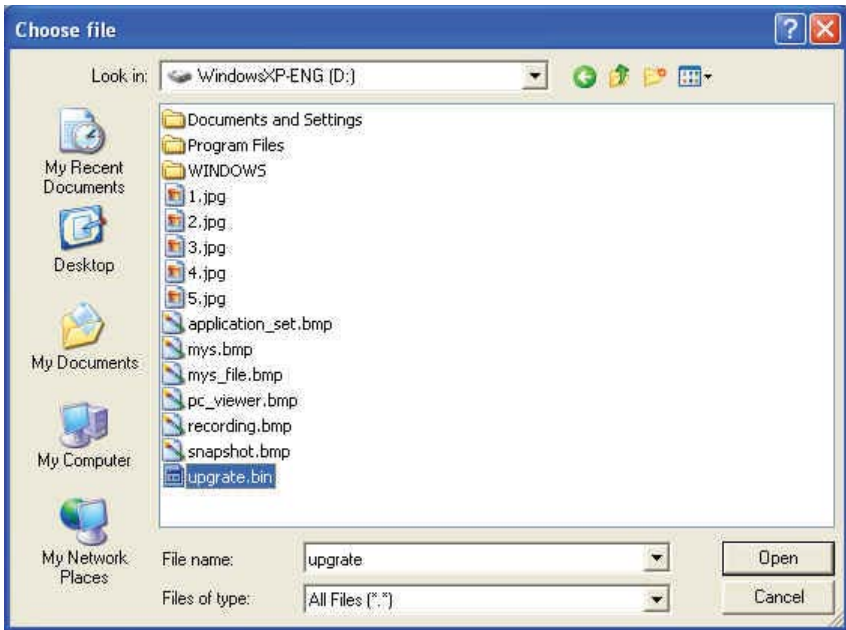 Choose file
Look in: WindowsXP-ENG (D:)
My Recent
Documents
Desktop
My Documents
My Computer
My Network
Places
Documents and Settings
Program Files
WINDOWS
1.jpg
2.jpg
3.jpg
4.jpg
5.jpg
application_set.bmp
mys.bmp
mys_file.bmp
pc_viewer.bmp
recording.bmp
snapshot.bmp
upgrate.bin
File name: upgrate Open
Files of type: All Files (*.*) Cancel